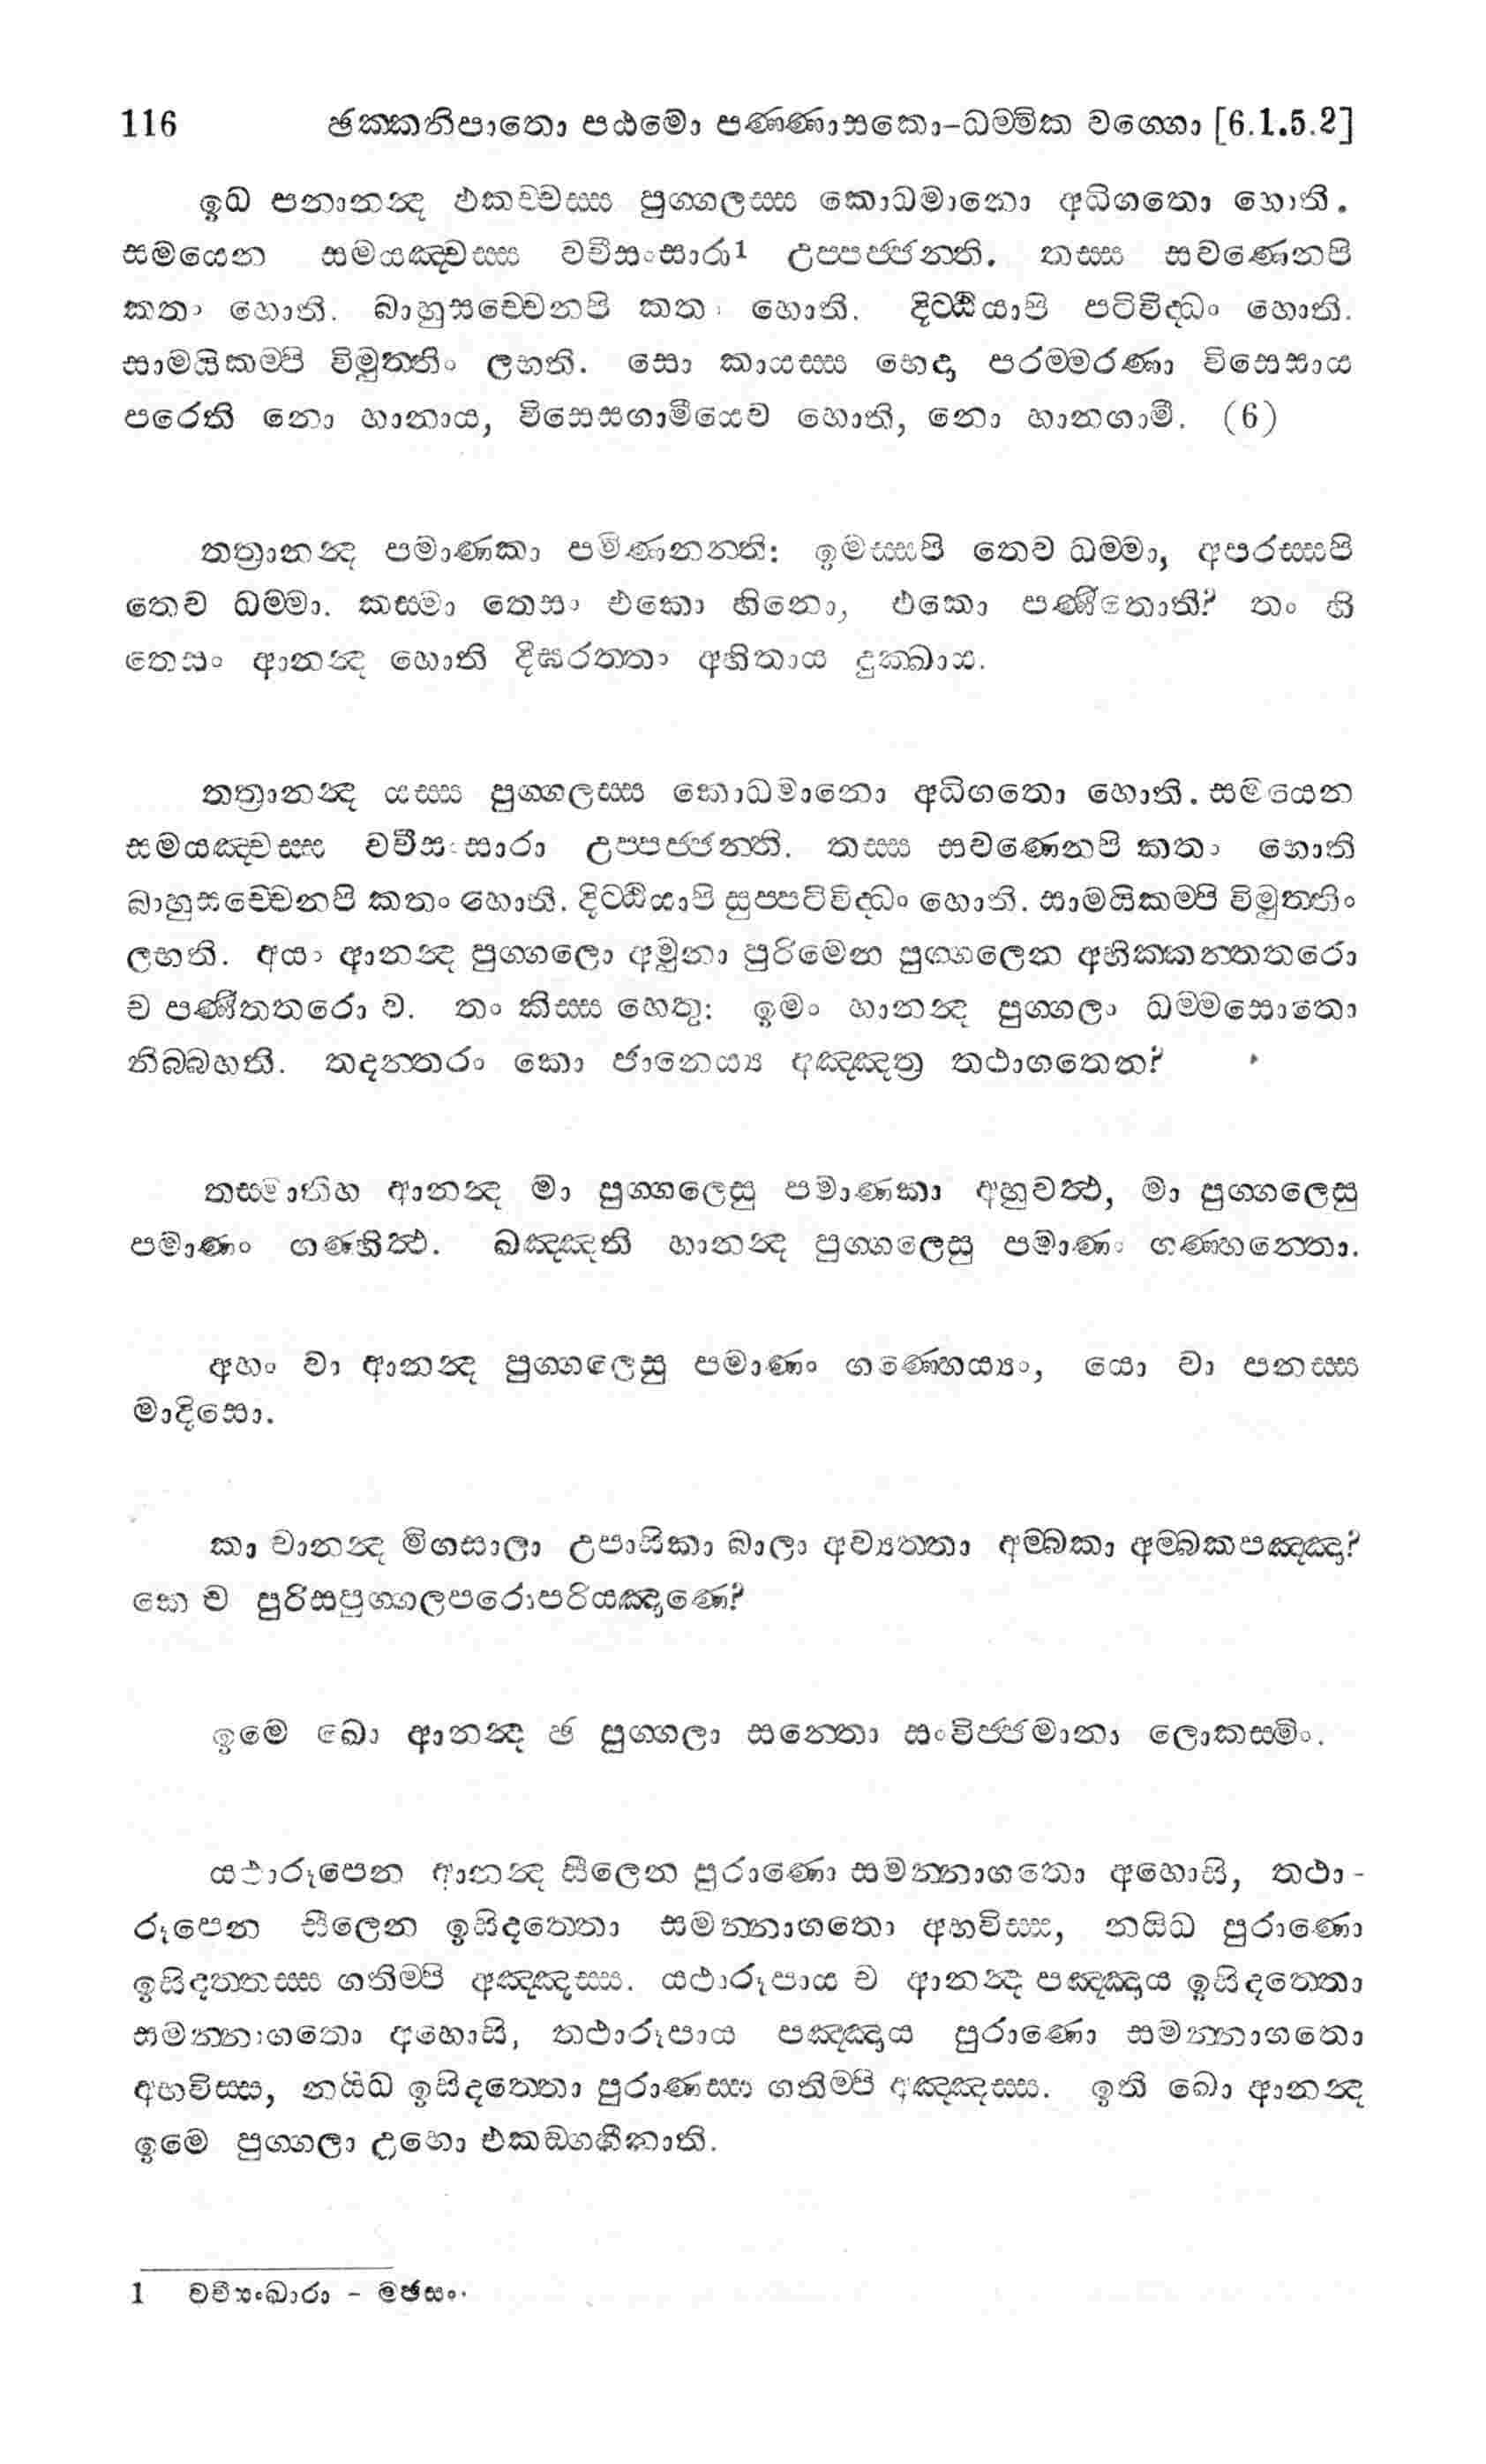 116 ඡක්කනිපාතො පඨමො පණ්ණාසකො-ධම්මික වග්ගො [6.1.5.2]
ඉධ පනානන්ද එකච්චස්ස පුග්ගලස්ස කොධමානො අධිගතො හොති.
සමයෙන සමයඤ්චස්ස වචීසංසාරා1 උප්පජ්ජන්ති. තස්ස සවණෙනපි
කතං හොති. බාහුසච්චෙනපි කතං හොති. දිට්ඨියාපි පටිවිද්ධං හොති.
සාමයිකම්පි විමුත්තිං ලභති. සො කායස්ස භෙදා පරම්මරණා විසෙසාය
පරෙති නො හානාය, විසෙසගාමීයෙව හොති, නො හානගාමී. (6)
තත්‍රානන්ද පමාණකා පමිණන්නති: ඉමස්සපි තෙව ධම්මා, අපරස්සපි
තෙව ධම්මා. කස්මා තෙසං එකො හිනො, එකො පණීතොති? තං හි
තෙසං ආනන්ද හොති දීඝරත්තං අහිතාය දුක්ඛාය.
තත්‍රානන්ද යස්ස පුග්ගලස්ස කොධමානො අධිගතො හොති. සමයෙන
සමයඤ්චස්ස වචීසංසාරා උප්පජ්ජන්ති. තස්ස සවණෙනපි කතං හොති
බාහුසච්චෙනපි කතං හොති. දිට්ඨියාපි සුප්පටිවිද්ධං හොති. සාමයිකම්පි විමුත්තිං
ලභති. අයං ආනන්ද පුග්ගලො අමුනා පුරිමෙන පුග්ගලෙන අභික්කන්තතරො
ච පණීතතරො ච. තං කිස්ස හෙතු: ඉමං හානන්ද පුග්ගලං ධම්මසොතො
නිබ්බහති. තදන්තරං කො ජානෙය්‍ය අඤ්ඤත්‍ර තථාගතෙන?
තස්මාතිහ ආනන්ද මා පුග්ගලෙසු පමාණකා අහුවත්ථ, මා පුග්ගලෙසු
පමාණං ගණ්හිත්ථ. ඛඤ්ඤති හානන්ද පුග්ගලෙසු පමාණං ගණ්හන්තො.
අහං වා ආනන්ද පුග්ගලෙසු පමාණං ගණ්හෙය්‍යං, යො වා පනස්ස
මාදිසො.
කා චානන්ද මිගසාලා උපාසිකා බාලා අව්‍යත්තා අම්බකා අම්බකපඤ්ඤා?
කෙ ච පුරිසපුග්ගලපරොපරියඤාණෙ?
ඉමෙ ඛො ආනන්ද ඡ පුග්ගලා සන්තො සංවිජ්ජමානා ලොකස්මිං.
යථාරූපෙන ආනන්ද සීලෙන පුරාණො සමන්නාගතො අහොසි, තථා-
රූපෙන සීලෙන ඉසිදත්තො සමන්නාගතො අභවිස්ස, නයිධ පුරාණො
ඉසිදත්තස්ස ගතිම්පි අඤ්ඤස්ස. යථාරූපාය ච ආනන්ද පඤ්ඤාය ඉසිදත්තො
සමන්නාගතො අහොසි, තථාරූපාය පඤ්ඤාය පුරාණො සමන්නාගතො
අභවිස්ස, නයිධ ඉසිදත්තො පුරාණස්ස ගතිම්පි අඤ්ඤස්ස. ඉති ඛො ආනන්ද
ඉමෙ පුග්ගලා උභො එකඞ්ගහීනාති.
1 වචීසංඛාරා - මඡසං.